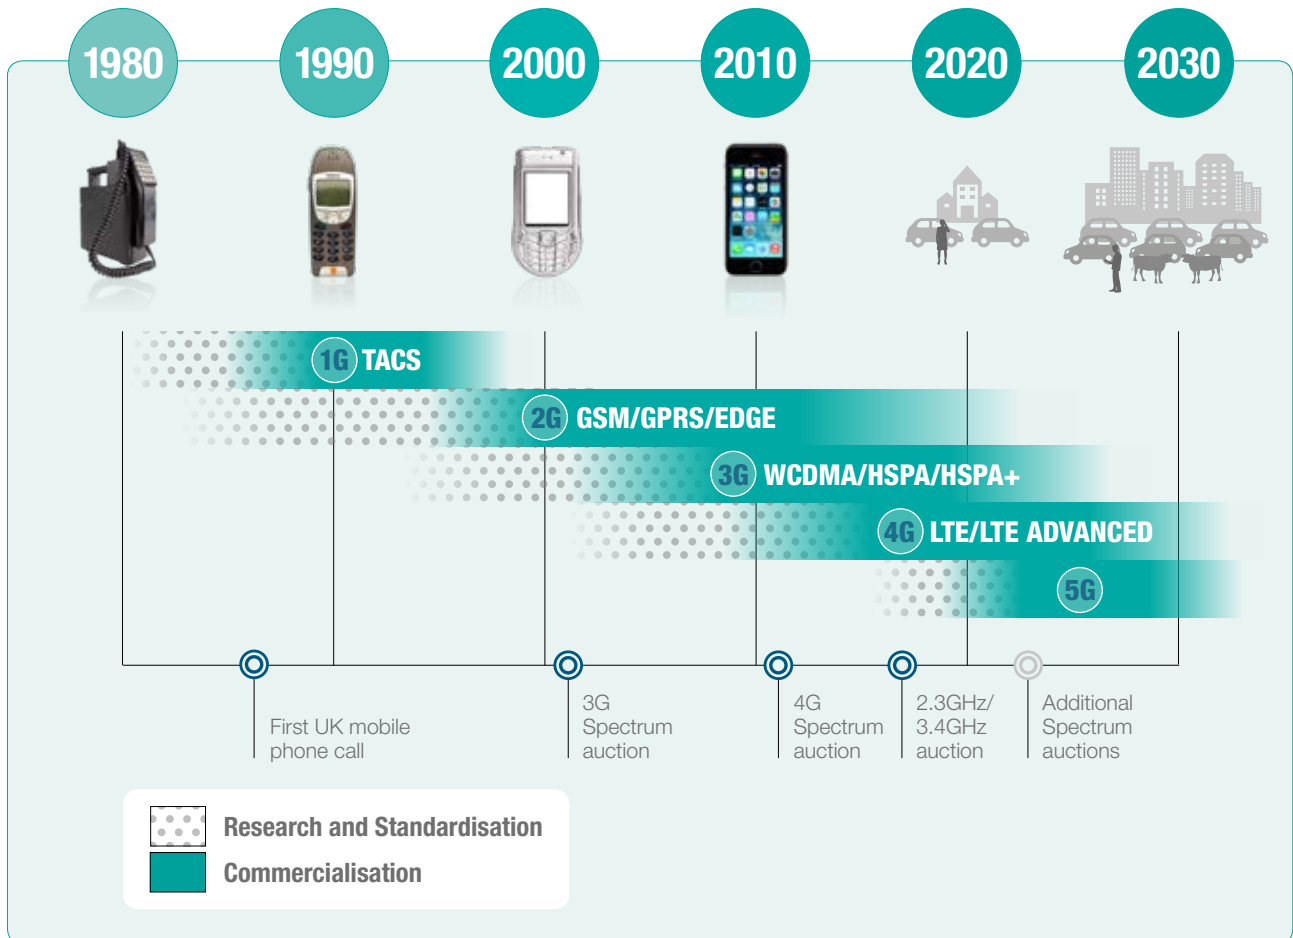 1980
1990
2000
2010
2020
2030
1G TACS
2G GSM/GPRS/EDGE
3G WCDMA/HSPA/HSPA+
4G LTE/LTE ADVANCED
5G
First UK mobile
phone call
3G
Spectrum
auction
4G
Spectrum
auction
2.3GHz/
3.4GHz
auction
Additional
Spectrum
auctions
Research and Standardisation
Commercialisation